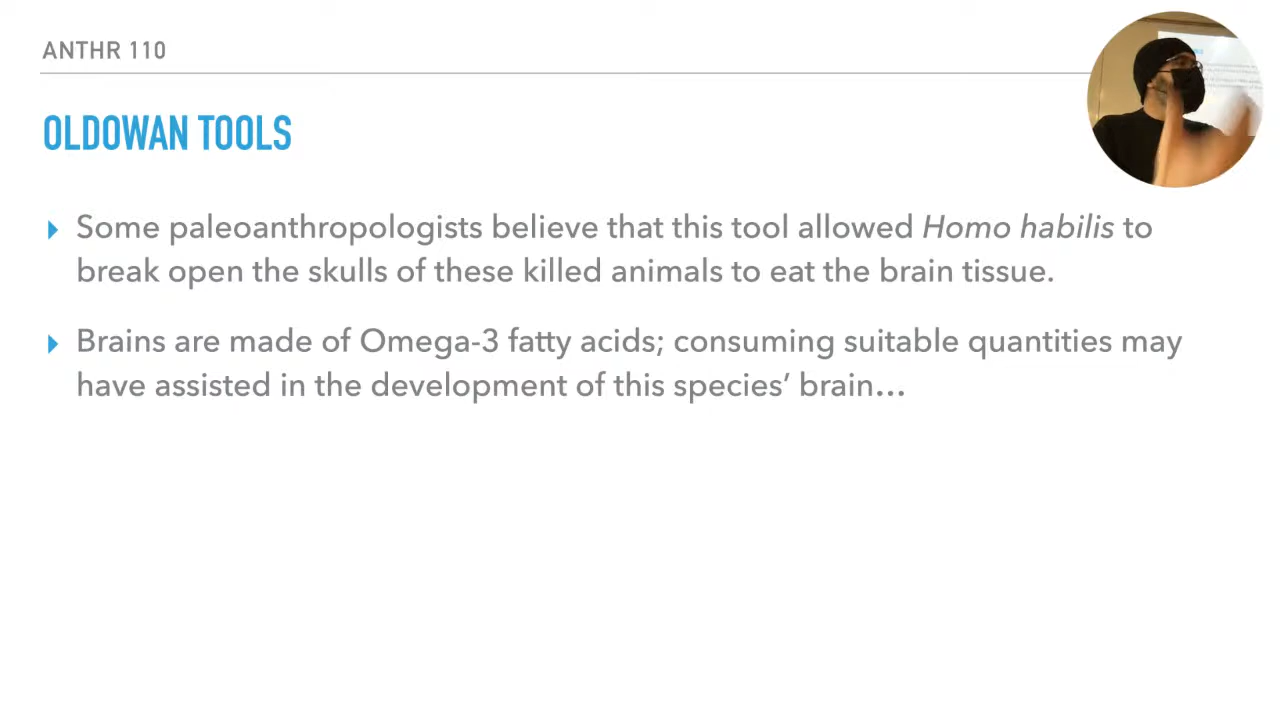 ANTHR 110
OLDOWAN TOOLS
Some paleoanthropologists believe that this tool allowed Homo habilis to
break open the skulls of these killed animals to eat the brain tissue.
Brains are made of Omega-3 fatty acids; consuming suitable quantities may
have assisted in the development of this species’ brain…